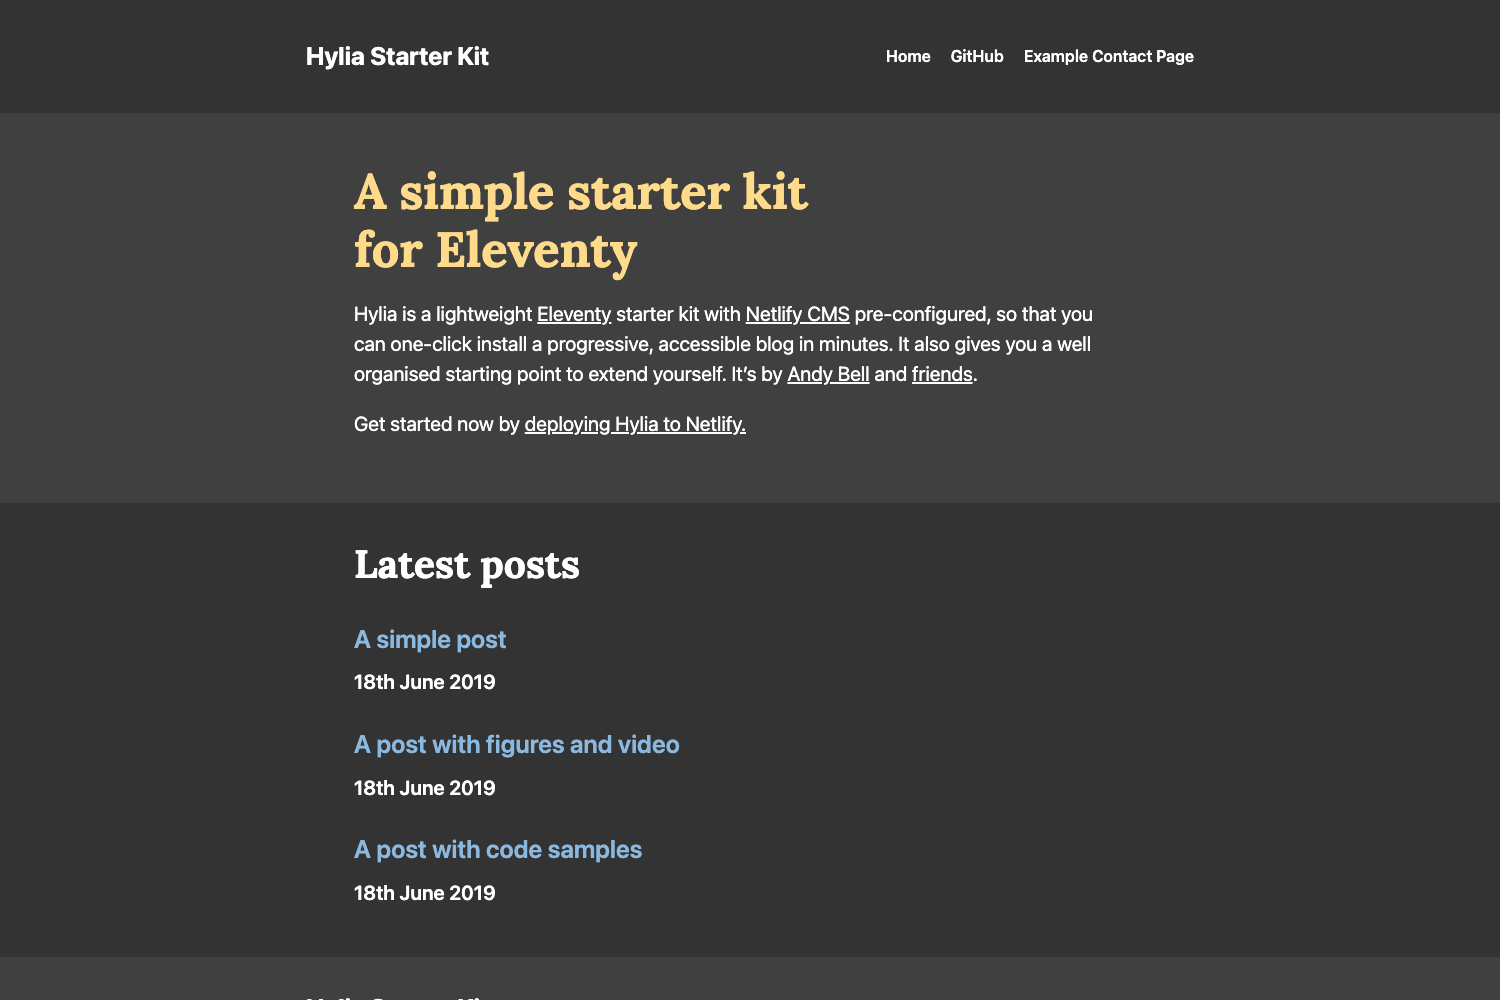 Hylia Starter Kit
Home GitHub Example Contact Page
A simple starter kit
for Eleventy
Hylia is a lightweight Eleventy starter kit with Netlify CMS pre-configured, so that you
can one-click install a progressive, accessible blog in minutes. It also gives you a well
organised starting point to extend yourself. It’s by Andy Bell and friends.
Get started now by deploying Hylia to Netlify.
Latest posts
A simple post
18th June 2019
A post with figures and video
18th June 2019
A post with code samples
18th June 2019